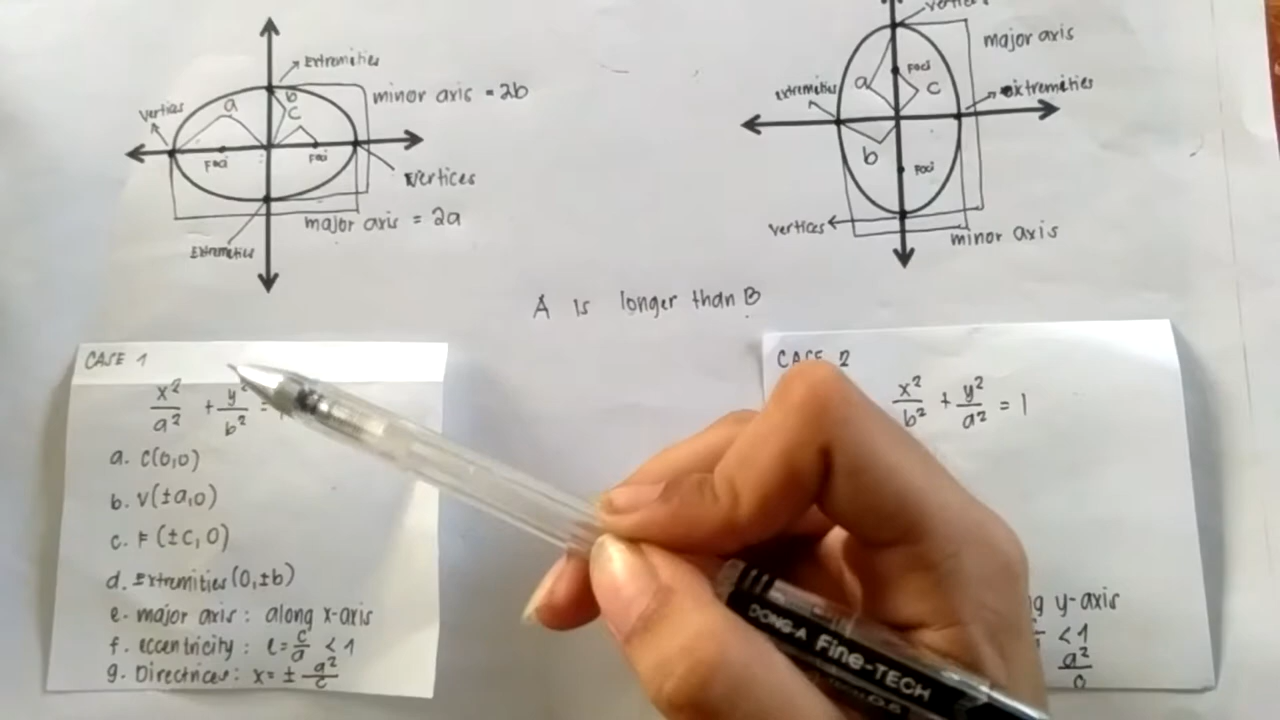 Extremities
Vertices
a
b
c
minor axis = 2b
Foci
Foci
Vertices
major axis = 2a
Extremities
major axis
Foci
a
c
extremities
extremities
b
Foci
vertices
minor axis
A is longer than B
CASE 1
x² / a² + y² / b² =
a. C(0,0)
b. V(±a,0)
c. F(±c, 0)
d. Extremities (0,±b)
e. major axis: along x-axis
f. eccentricity: e = c/a < 1
g. Directrices: x = ± a²/c
CASE 2
x² / b² + y² / a² = 1
y-axis
< 1
a²
DONG-A Fine-TECH